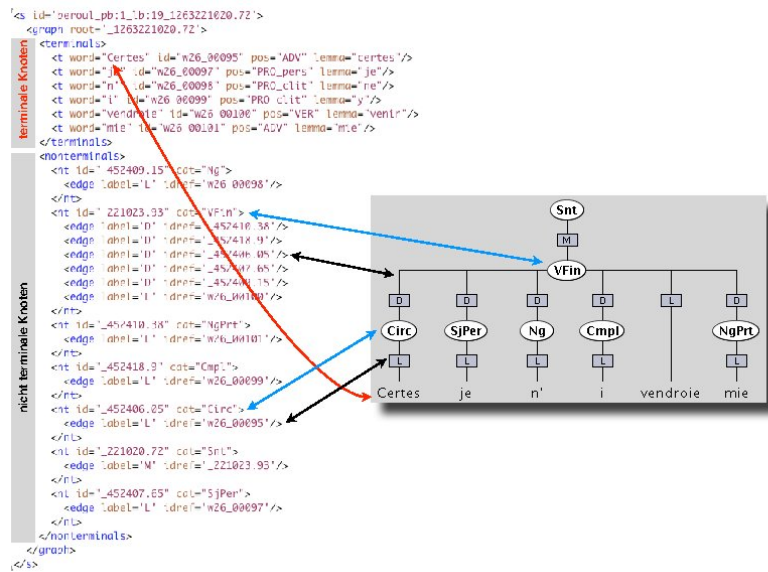 <s id='beroul_pb:1_lb:19_1263221020.72'>
<graph root='_1263221020.72'>
<terminals>
<t word="Certes" id="w26_00095" pos="ADV" lemma="certes"/>
<t word="je" id="w26_00097" pos="PRO_pers" lemma="je"/>
<t word="n'" id="w26_00098" pos="PRO_clit" lemma="ne"/>
<t word="i" id="w26_00099" pos="PRO_clit" lemma="y"/>
<t word="vendroie" id="w26_00100" pos="VER" lemma="venir"/>
<t word="mie" id="w26_00101" pos="ADV" lemma="mie"/>
</terminals>
<nonterminals>
<nt id="_452409.15" cat="Ng">
<edge label='L' idref='w26_00098'/>
</nt>
<nt id="_221023.93" cat="VFin">
<edge label='D' idref='_452410.38'/>
<edge label='D' idref='_452418.9'/>
<edge label='D' idref='_452406.05'/>
<edge label='D' idref='_452407.65'/>
<edge label='D' idref='_452409.15'/>
<edge label='L' idref='w26_00100'/>
</nt>
<nt id="_452410.38" cat="NgPrt">
<edge label='L' idref='w26_00101'/>
</nt>
<nt id="_452418.9" cat="Cmpl">
<edge label='L' idref='w26_00099'/>
</nt>
<nt id="_452406.05" cat="Circ">
<edge label='L' idref='w26_00095'/>
</nt>
<nt id="_221020.72" cat="Snt">
<edge label='M' idref='_221023.93'/>
</nt>
<nt id="_452407.65" cat="SjPer">
<edge label='L' idref='w26_00097'/>
</nt>
</nonterminals>
</graph>
</s>
terminale Knoten
nicht terminale Knoten
Snt
M
VFin
D D D D L D
Circ SjPer Ng Cmpl NgPrt
L L L L L
Certes je n' i vendroie mie